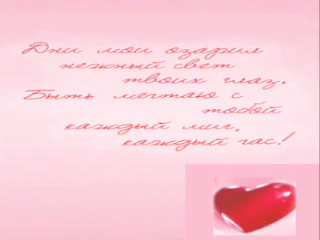 Дни мои озарил
нежный свет
твоих глаз.
Быть мечтаю с
тобой
каждый миг,
каждый час!